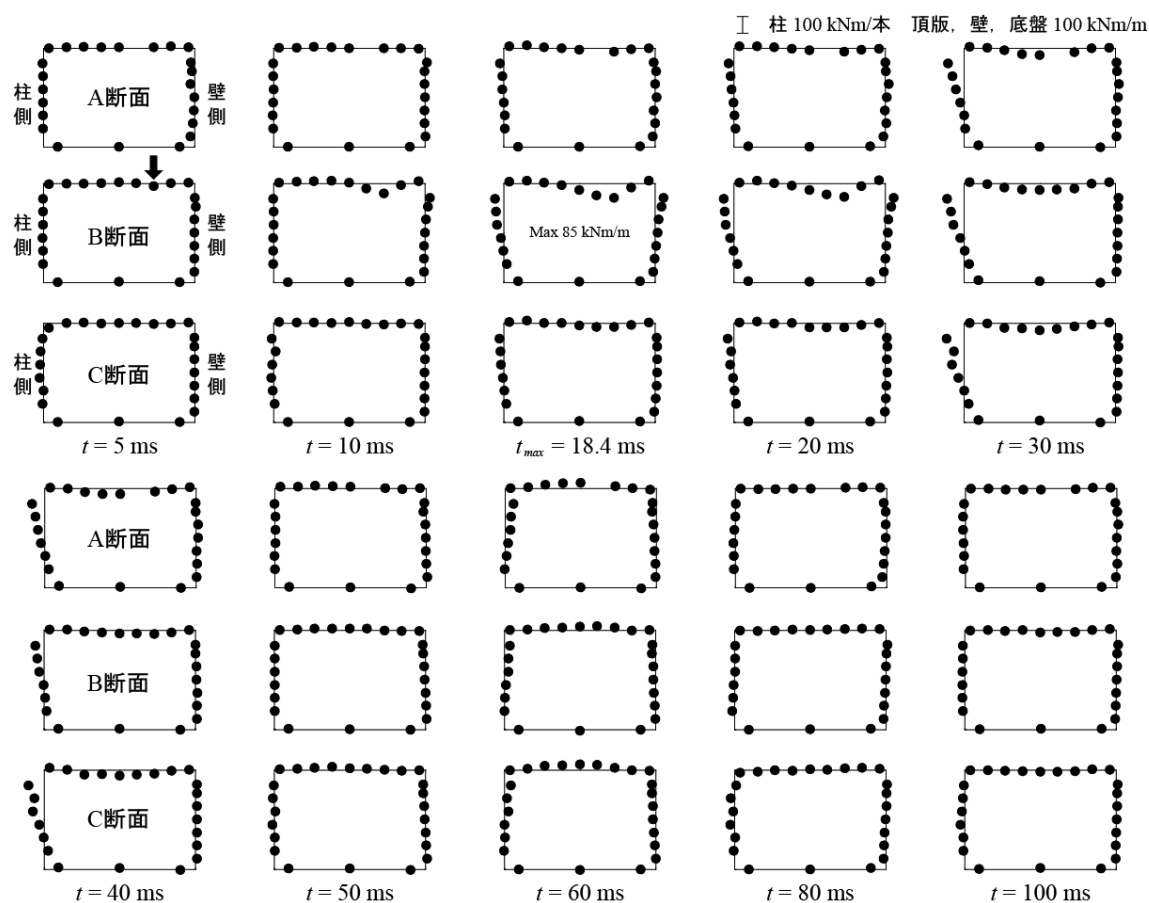 柱 100 kNm/本 頂版，壁，底盤 100 kNm/m
柱側 A断面 壁側
柱側 B断面 壁側
Max 85 kNm/m
柱側 C断面 壁側
t = 5 ms t = 10 ms tmax = 18.4 ms t = 20 ms t = 30 ms
A断面
B断面
C断面
t = 40 ms t = 50 ms t = 60 ms t = 80 ms t = 100 ms